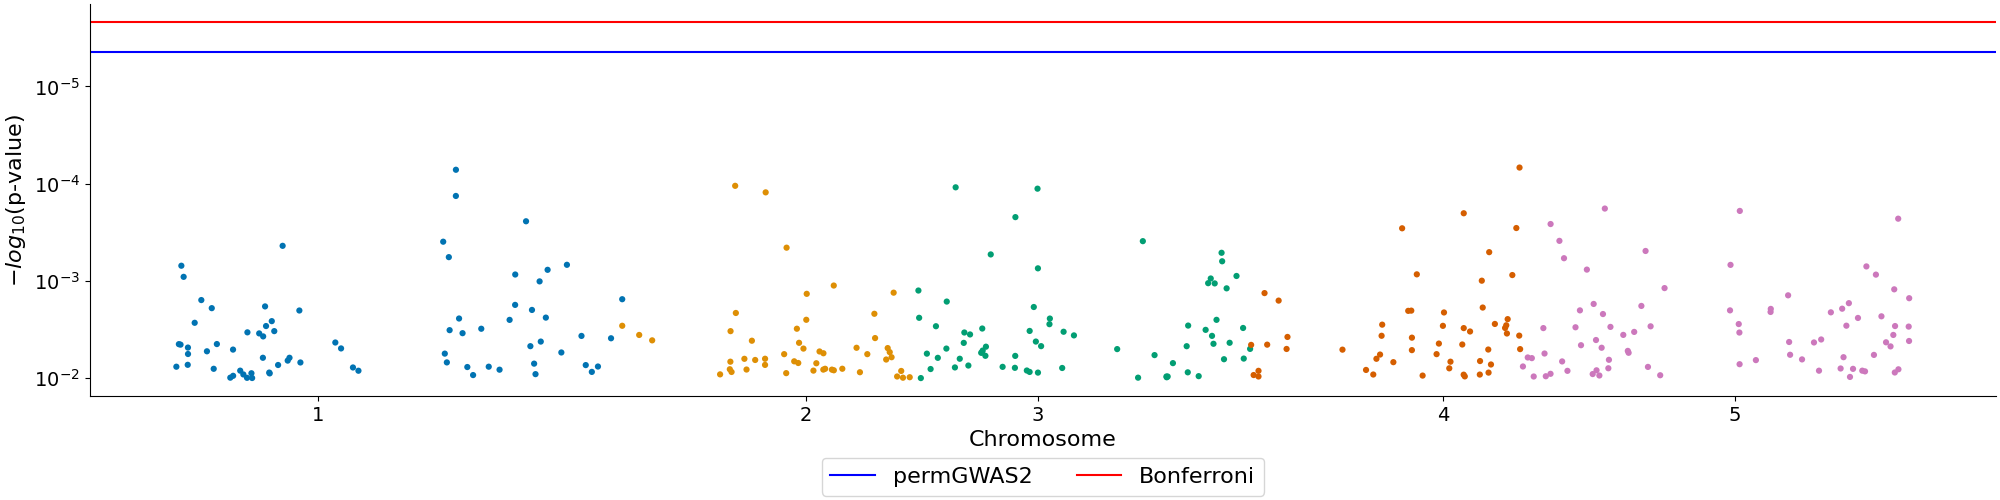 −log₁₀(p-value)
10⁻⁵
10⁻⁴
10⁻³
10⁻²
1 2 3 4 5
Chromosome
permGWAS2 Bonferroni